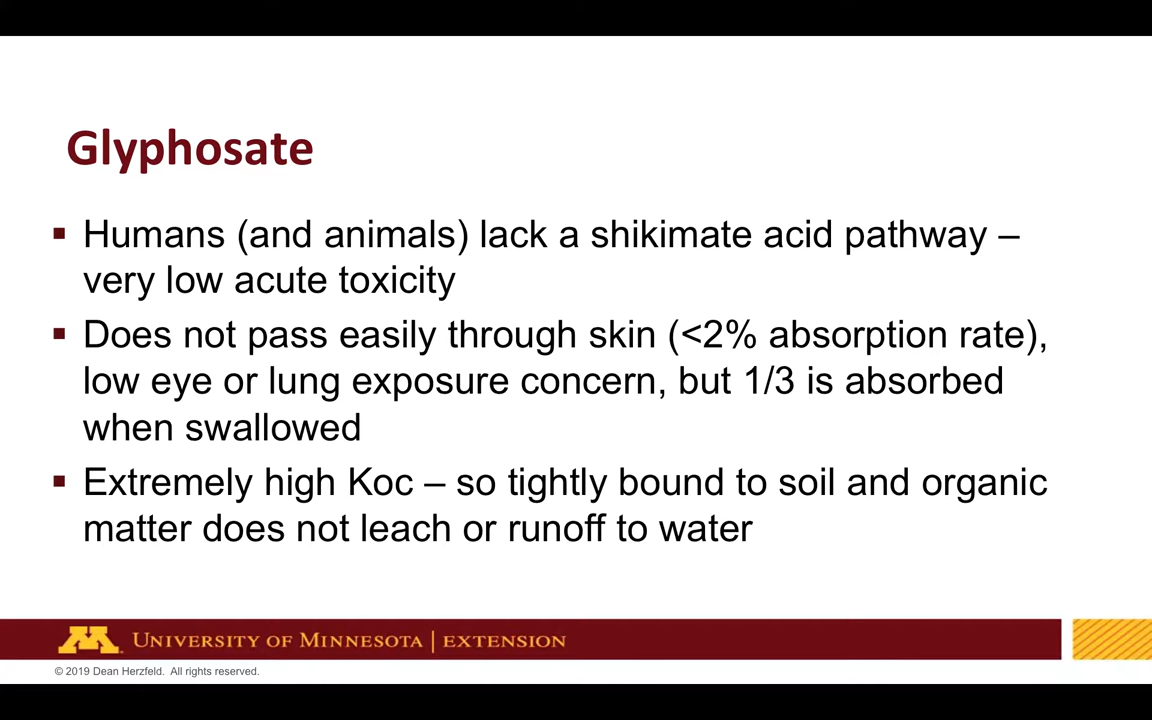 Glyphosate
▪ Humans (and animals) lack a shikimate acid pathway –
very low acute toxicity
▪ Does not pass easily through skin (<2% absorption rate),
low eye or lung exposure concern, but 1/3 is absorbed
when swallowed
▪ Extremely high Koc – so tightly bound to soil and organic
matter does not leach or runoff to water
M UNIVERSITY OF MINNESOTA | EXTENSION
© 2019 Dean Herzfeld. All rights reserved.